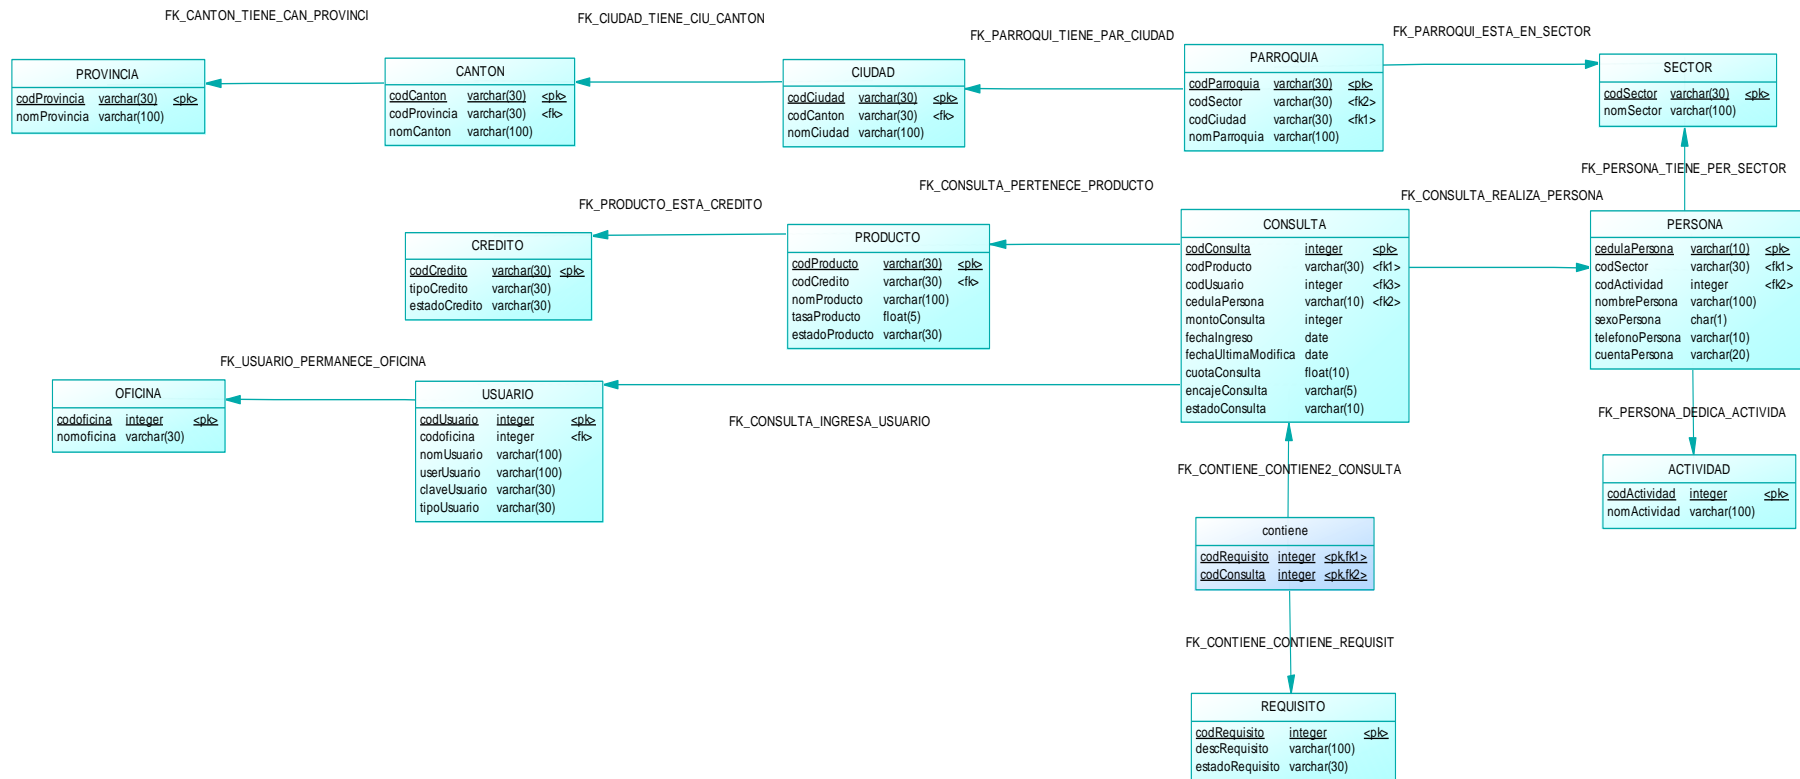 FK_CANTON_TIENE_CAN_PROVINCI
FK_CIUDAD_TIENE_CIU_CANTON
FK_PARROQUI_TIENE_PAR_CIUDAD
FK_PARROQUI_ESTA_EN_SECTOR
PROVINCIA
codProvincia varchar(30) <pk>
nomProvincia varchar(100)
CANTON
codCanton varchar(30) <pk>
codProvincia varchar(30) <fk>
nomCanton varchar(100)
CIUDAD
codCiudad varchar(30) <pk>
codCanton varchar(30) <fk>
nomCiudad varchar(100)
PARROQUIA
codParroquia varchar(30) <pk>
codSector varchar(30) <fk2>
codCiudad varchar(30) <fk1>
nomParroquia varchar(100)
SECTOR
codSector varchar(30) <pk>
nomSector varchar(100)
FK_PERSONA_TIENE_PER_SECTOR
FK_CONSULTA_PERTENECE_PRODUCTO
FK_CONSULTA_REALIZA_PERSONA
FK_PRODUCTO_ESTA_CREDITO
CREDITO
codCredito varchar(30) <pk>
tipoCredito varchar(30)
estadoCredito varchar(30)
PRODUCTO
codProducto varchar(30) <pk>
codCredito varchar(30) <fk>
nomProducto varchar(100)
tasaProducto float(5)
estadoProducto varchar(30)
CONSULTA
codConsulta integer <pk>
codProducto varchar(30) <fk1>
codUsuario integer <fk3>
cedulaPersona varchar(10) <fk2>
montoConsulta integer
fechaIngreso date
fechaUltimaModifica date
cuotaConsulta float(10)
encajeConsulta varchar(5)
estadoConsulta varchar(10)
PERSONA
cedulaPersona varchar(10) <pk>
codSector varchar(30) <fk1>
codActividad integer <fk2>
nombrePersona varchar(100)
sexoPersona char(1)
telefonoPersona varchar(10)
cuentaPersona varchar(20)
FK_USUARIO_PERMANECE_OFICINA
OFICINA
codoficina integer <pk>
nomoficina varchar(30)
USUARIO
codUsuario integer <pk>
codoficina integer <fk>
nomUsuario varchar(100)
userUsuario varchar(100)
claveUsuario varchar(30)
tipoUsuario varchar(30)
FK_CONSULTA_INGRESA_USUARIO
FK_PERSONA_DEDICA_ACTIVIDA
FK_CONTIENE_CONTIENE2_CONSULTA
ACTIVIDAD
codActividad integer <pk>
nomActividad varchar(100)
contiene
codRequisito integer <pk,fk1>
codConsulta integer <pk,fk2>
FK_CONTIENE_CONTIENE_REQUISIT
REQUISITO
codRequisito integer <pk>
descRequisito varchar(100)
estadoRequisito varchar(30)